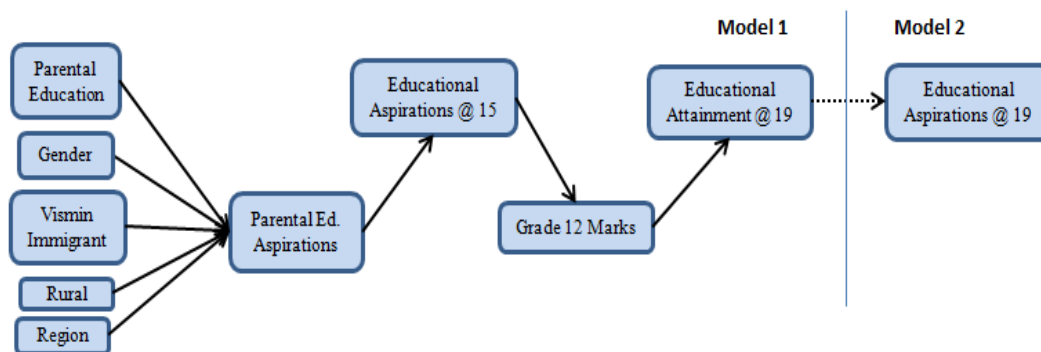 Model 1
Model 2
Parental
Education
Gender
Vismin
Immigrant
Rural
Region
Parental Ed.
Aspirations
Educational
Aspirations @ 15
Grade 12 Marks
Educational
Attainment @ 19
Educational
Aspirations @ 19